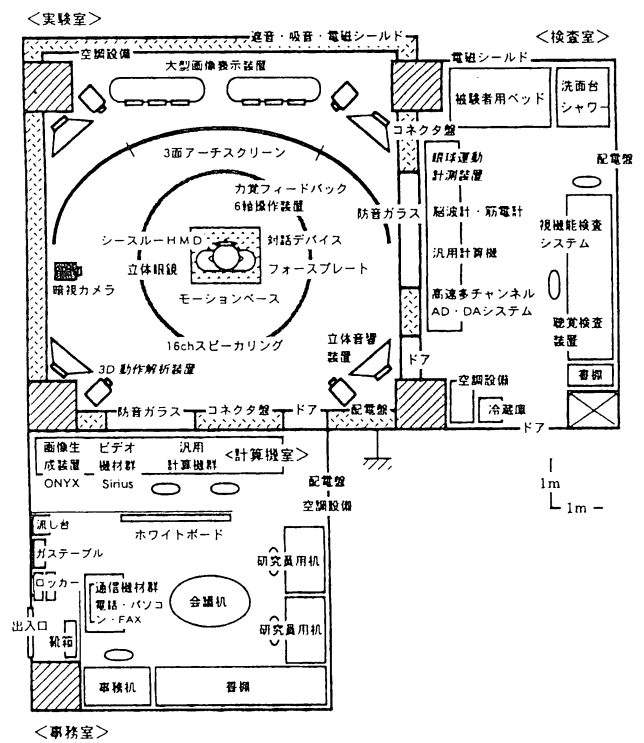 ＜実験室＞
遮音・吸音・電磁シールド
＜検査室＞
空調設備
大型画像表示装置
電磁シールド
被験者用ベッド
洗面台
シャワー
コネクタ盤
3面アーチスクリーン
眼球運動
計測装置
配電盤
力覚フィードバック
6軸操作装置
防音ガラス
脳波計・筋電計
視機能検査
システム
シースルーHMD
対話デバイス
立体眼鏡
フォースプレート
汎用計算機
暗視カメラ
モーションベース
高速多チャンネル
AD・DAシステム
聴覚検査
装置
16chスピーカリング
立体音響
装置
ドア
3D動作解析装置
空調設備
書棚
冷蔵庫
防音ガラス
コネクタ盤
ドア
配電盤
ドア
画像生
成装置
ONYX
ビデオ
機材群
Sirius
汎用
計算機群
＜計算機室＞
配電盤
空調設備
1m
1m
流し台
ホワイトボード
ガステーブル
研究員用机
ロッカー
通信機材群
電話・パソコ
ン・FAX
会議机
出入口
靴箱
研究員用机
事務机
書棚
＜事務室＞